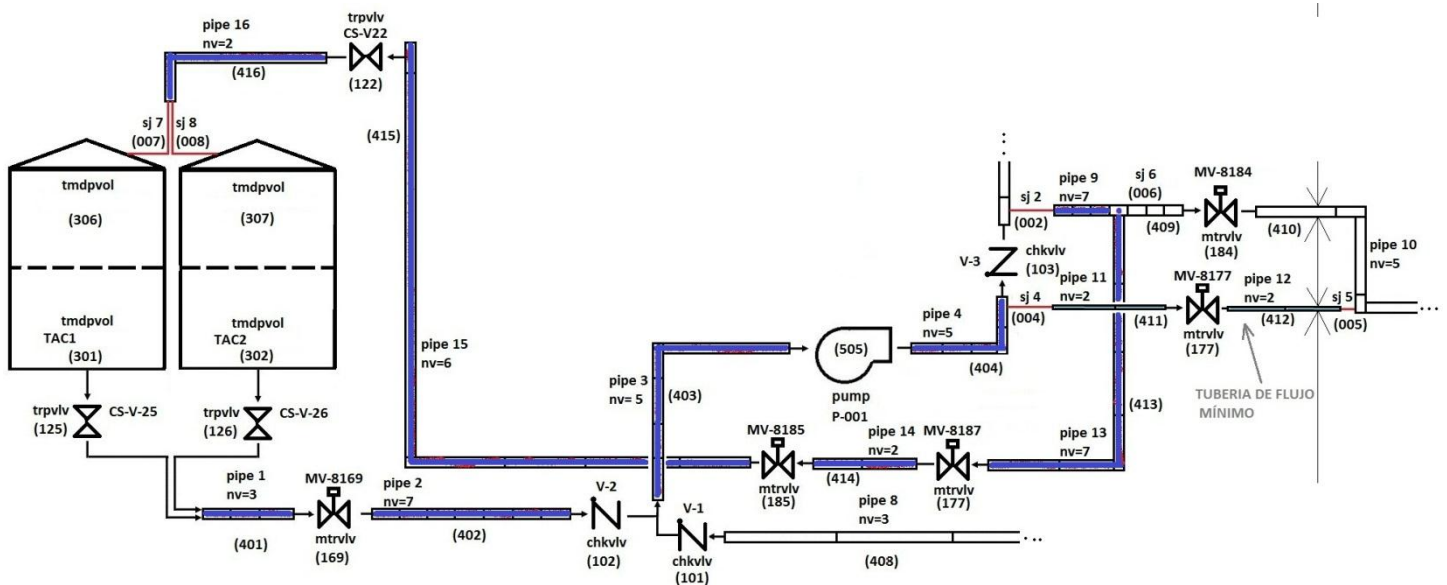 pipe 16
nv=2
(416)
trpvlv
CS-V22
(122)
sj 7
(007)
sj 8
(008)
(415)
tmdpvol
(306)
tmdpvol
(307)
tmdpvol
TAC1
(301)
tmdpvol
TAC2
(302)
trpvlv
(125)
CS-V-25
trpvlv
(126)
CS-V-26
pipe 1
nv=3
(401)
MV-8169
mtrvlv
(169)
pipe 2
nv=7
(402)
V-2
chkvlv
(102)
V-1
chkvlv
(101)
pipe 8
nv=3
(408)
...
pipe 15
nv=6
pipe 3
nv= 5
(403)
(505)
pump
P-001
pipe 4
nv=5
(404)
MV-8185
mtrvlv
(185)
pipe 14
nv=2
(414)
MV-8187
mtrvlv
(177)
pipe 13
nv=7
(413)
V-3
chkvlv
(103)
sj 2
(002)
pipe 9
nv=7
sj 6
(006)
(409)
MV-8184
mtrvlv
(184)
(410)
pipe 10
nv=5
sj 4
(004)
pipe 11
nv=2
(411)
MV-8177
mtrvlv
(177)
pipe 12
nv=2
(412)
sj 5
(005)
...
TUBERIA DE FLUJO
MÍNIMO